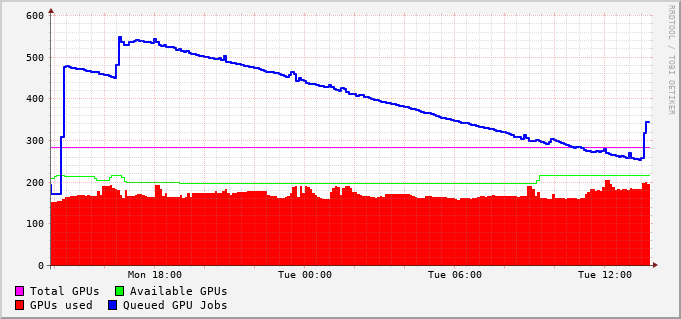 RRDTOOL / TOBI OETIKER
600
500
400
300
200
100
0
Mon 18:00 Tue 00:00 Tue 06:00 Tue 12:00
Total GPUs Available GPUs
GPUs used Queued GPU Jobs